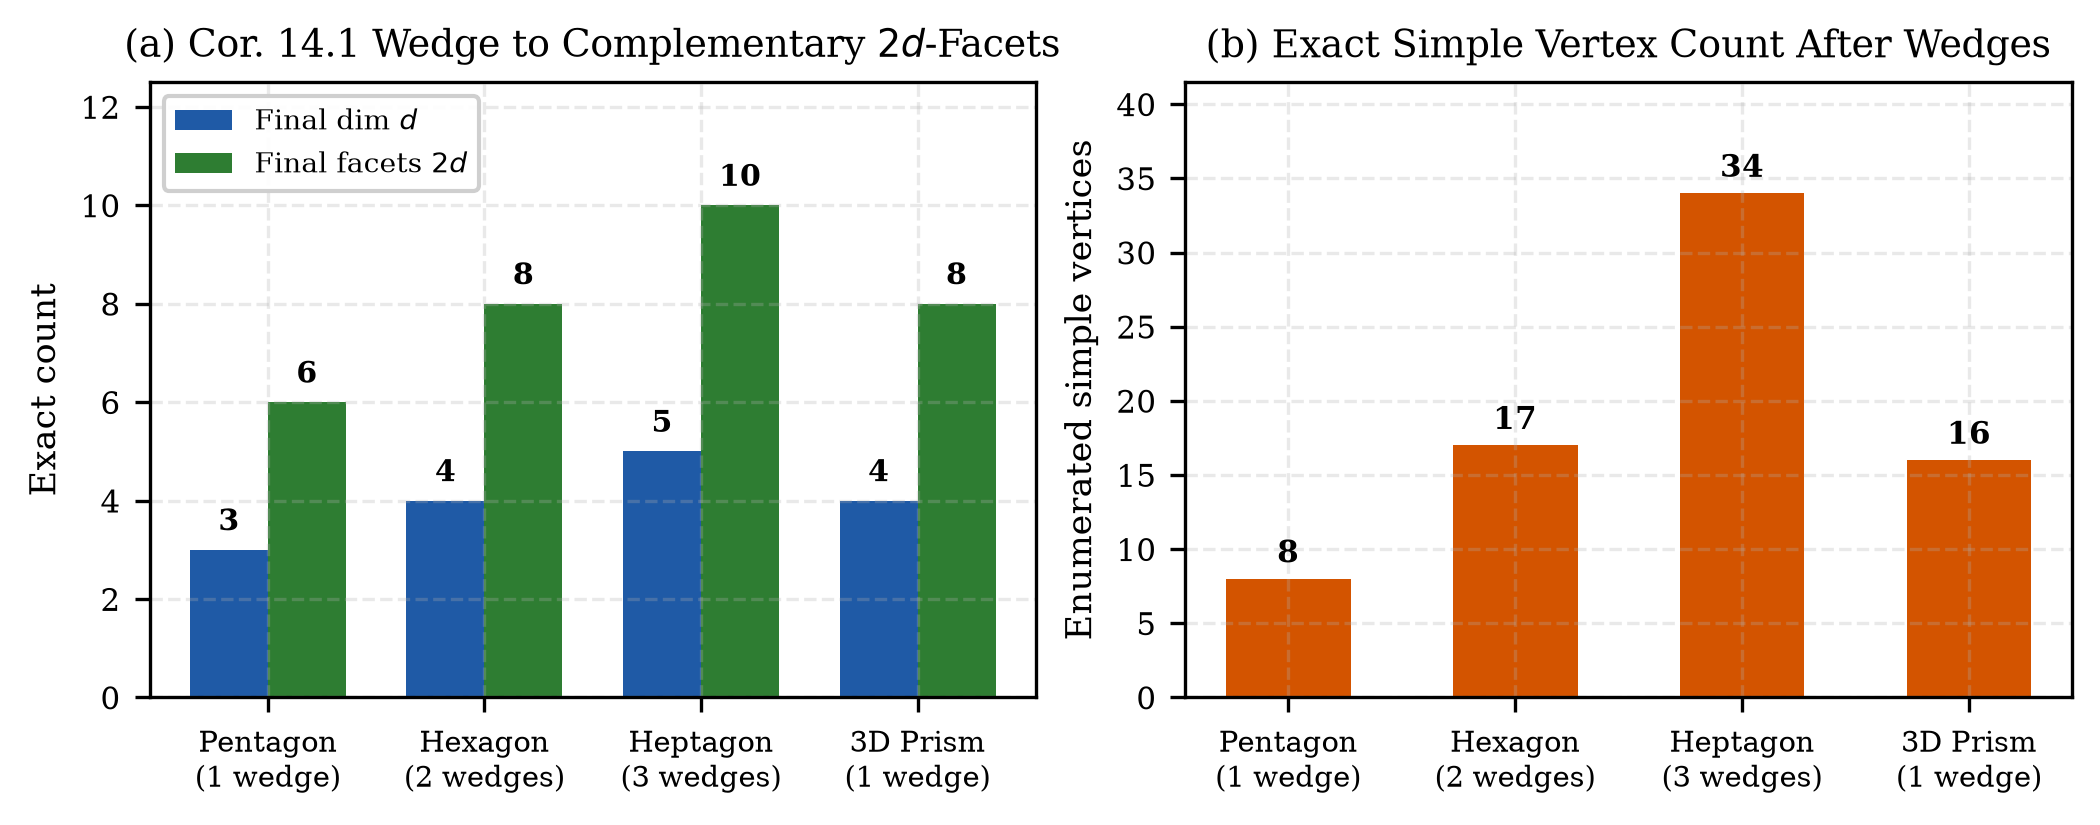 (a) Cor. 14.1 Wedge to Complementary 2d-Facets
Exact count
12
10
8
6
4
2
0
Final dim d
Final facets 2d
3
6
4
8
5
10
4
8
Pentagon
(1 wedge)
Hexagon
(2 wedges)
Heptagon
(3 wedges)
3D Prism
(1 wedge)
(b) Exact Simple Vertex Count After Wedges
Enumerated simple vertices
40
35
30
25
20
15
10
5
0
8
17
34
16
Pentagon
(1 wedge)
Hexagon
(2 wedges)
Heptagon
(3 wedges)
3D Prism
(1 wedge)